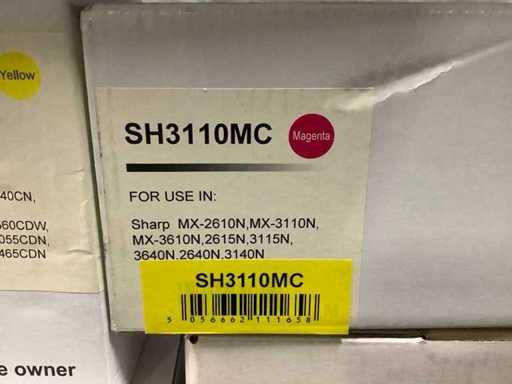 Yellow
40CN,
60CDW,
055CDN,
465CDN
e owner
SH3110MC
Magenta
FOR USE IN:
Sharp MX-2610N,MX-3110N,
MX-3610N,2615N,3115N,
3640N,2640N,3140N
SH3110MC
5 056662 111658